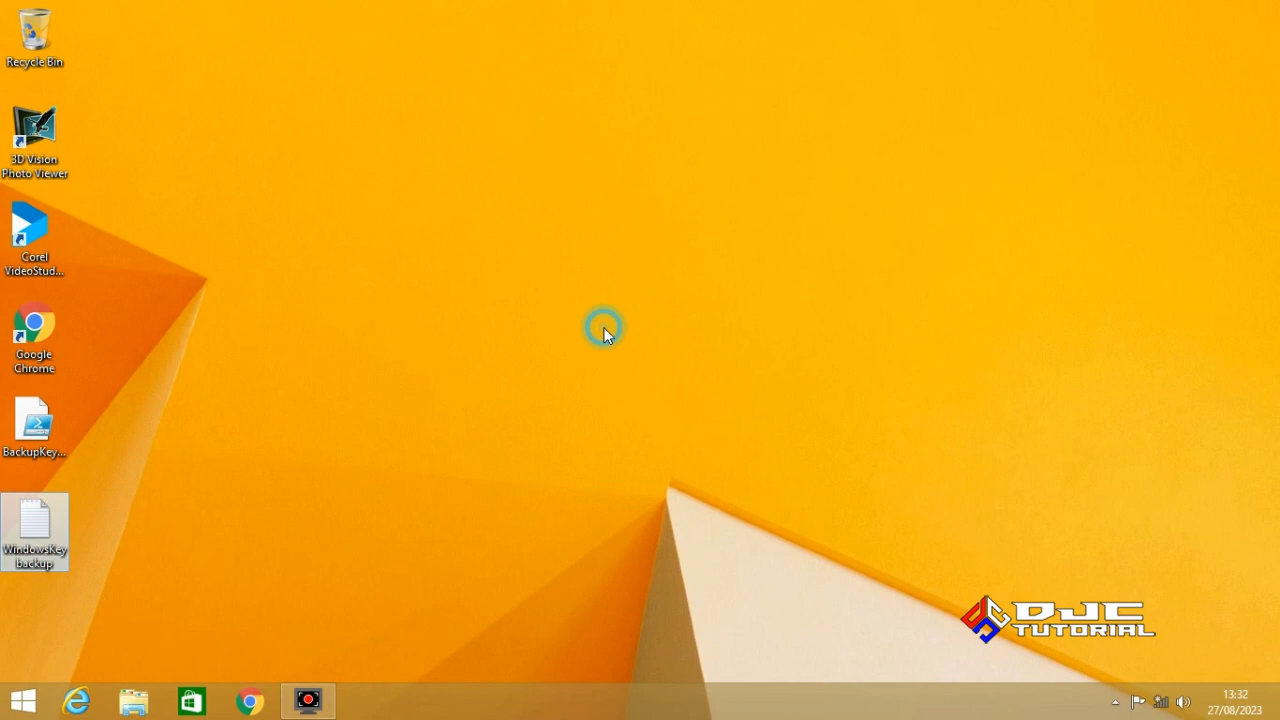 Recycle Bin
3D Vision
Photo Viewer
Corel
VideoStud...
Google
Chrome
BackupKey...
WindowsKey
backup
DJC
TUTORIAL
13:32
27/08/2023